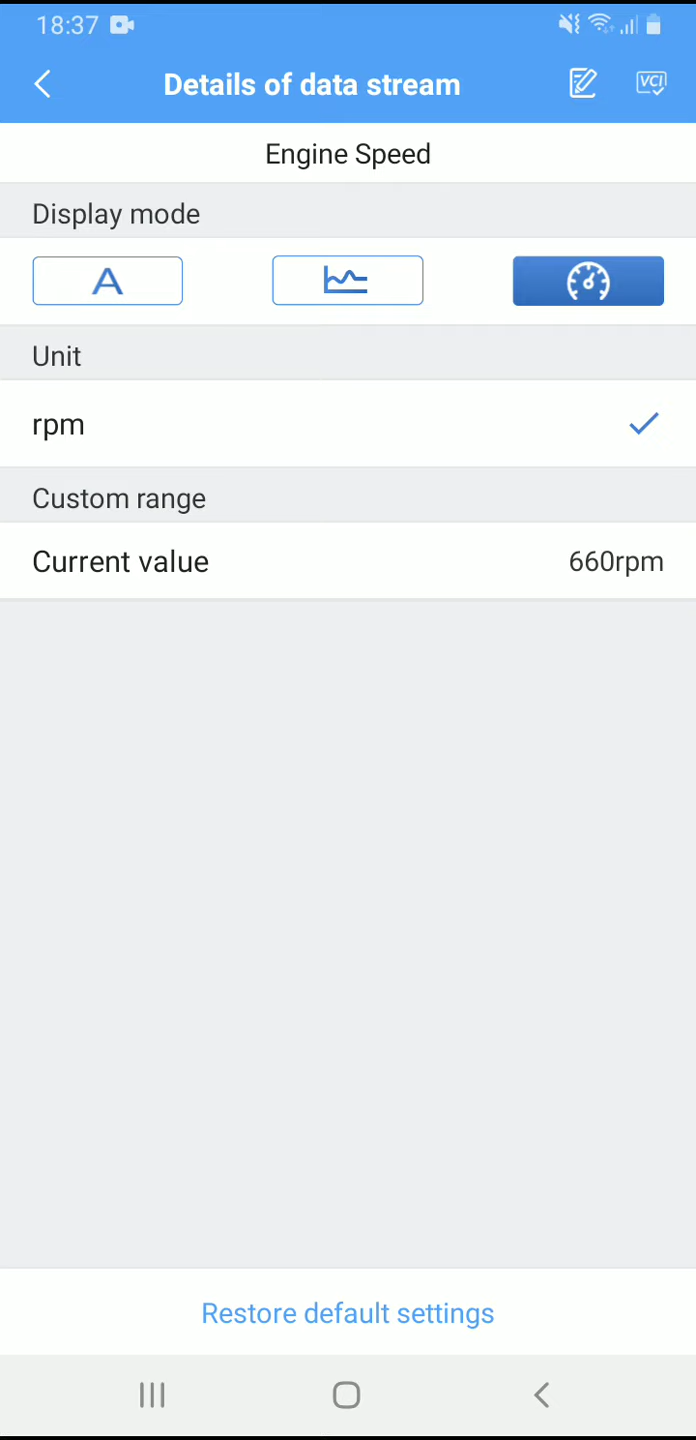 18:37
Details of data stream
VCI
Engine Speed
Display mode
A
Unit
rpm
Custom range
Current value 660rpm
Restore default settings